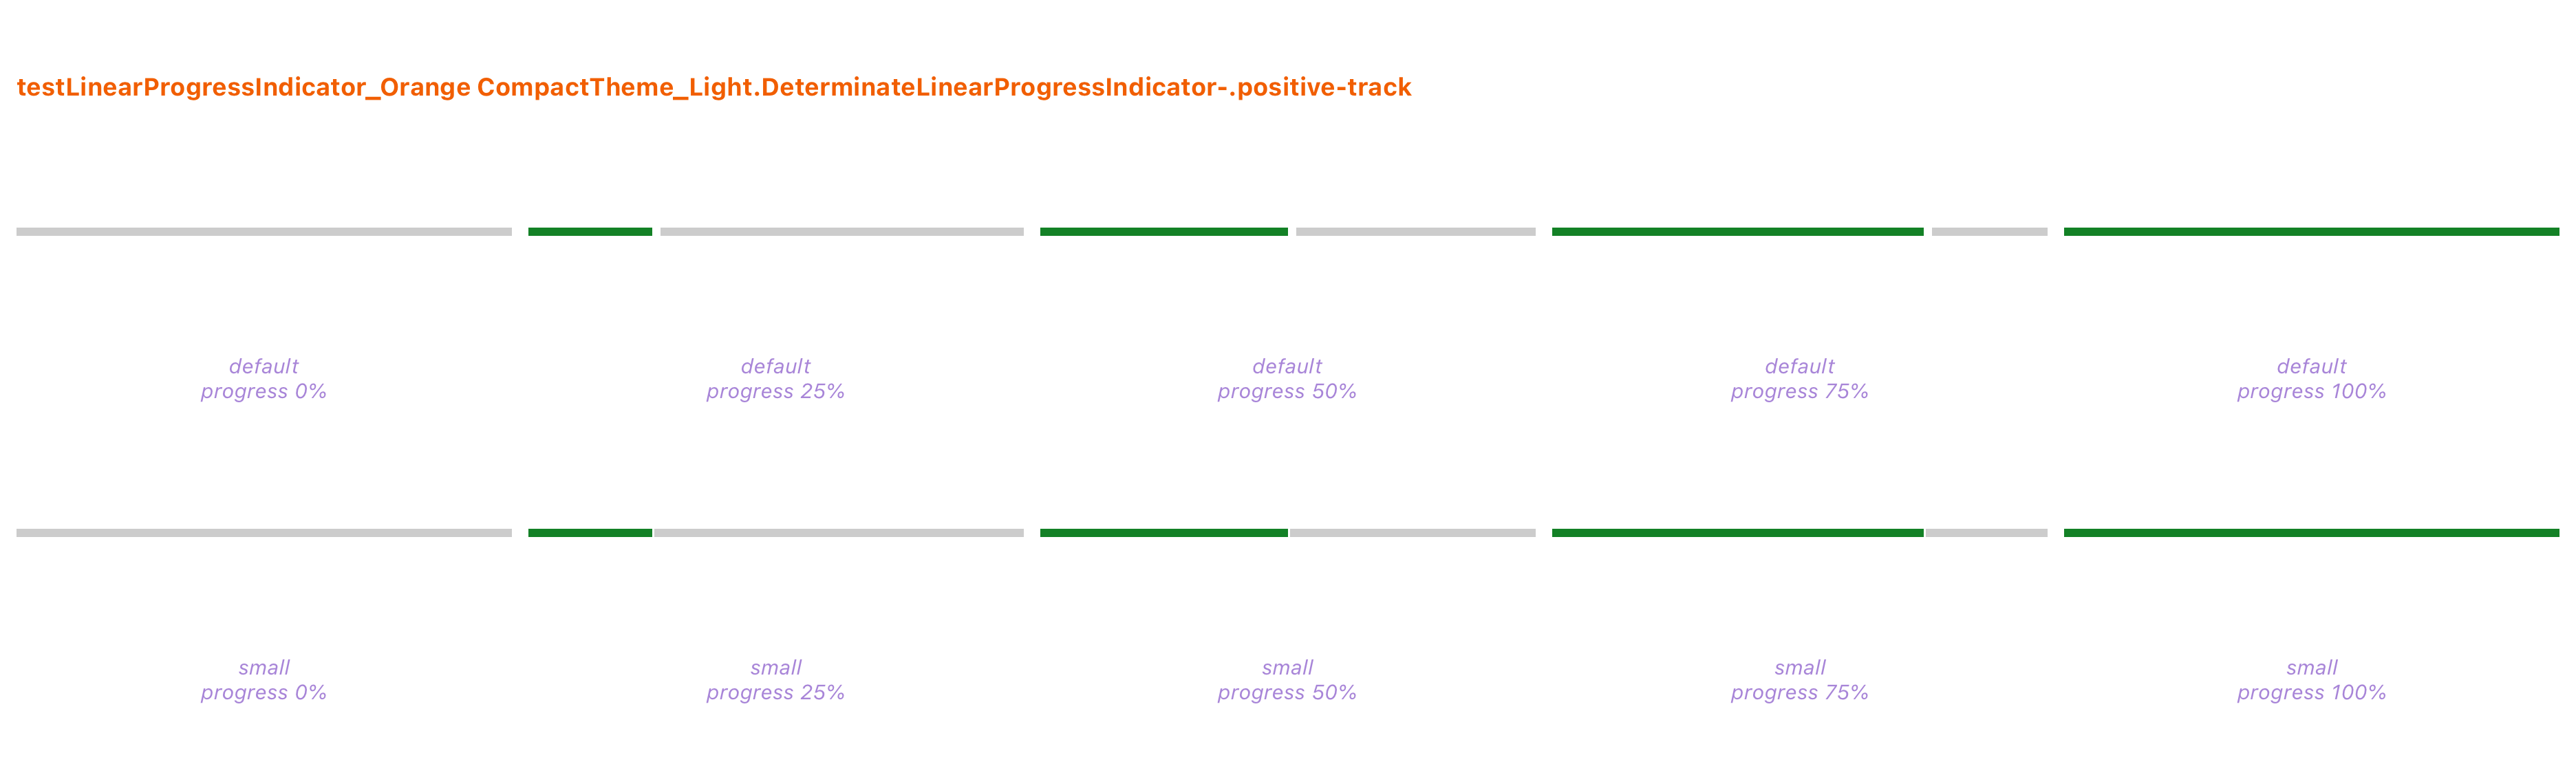 testLinearProgressIndicator_Orange CompactTheme_Light.DeterminateLinearProgressIndicator-.positive-track
default
progress 0%
default
progress 25%
default
progress 50%
default
progress 75%
default
progress 100%
small
progress 0%
small
progress 25%
small
progress 50%
small
progress 75%
small
progress 100%